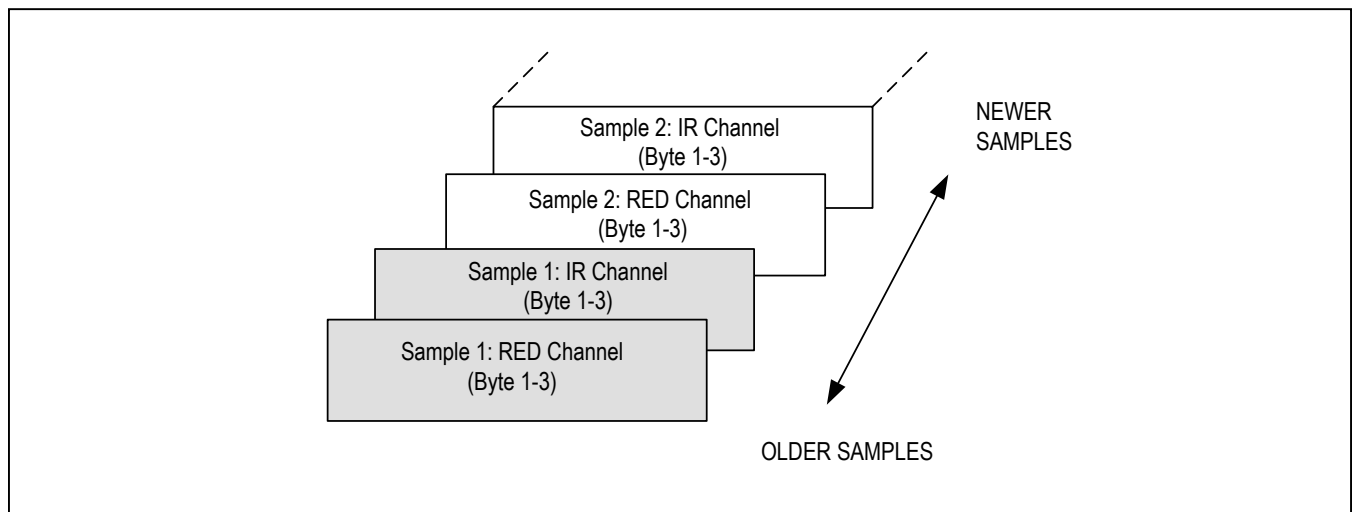 Sample 2: IR Channel
(Byte 1-3)
Sample 2: RED Channel
(Byte 1-3)
Sample 1: IR Channel
(Byte 1-3)
Sample 1: RED Channel
(Byte 1-3)
NEWER
SAMPLES
OLDER SAMPLES